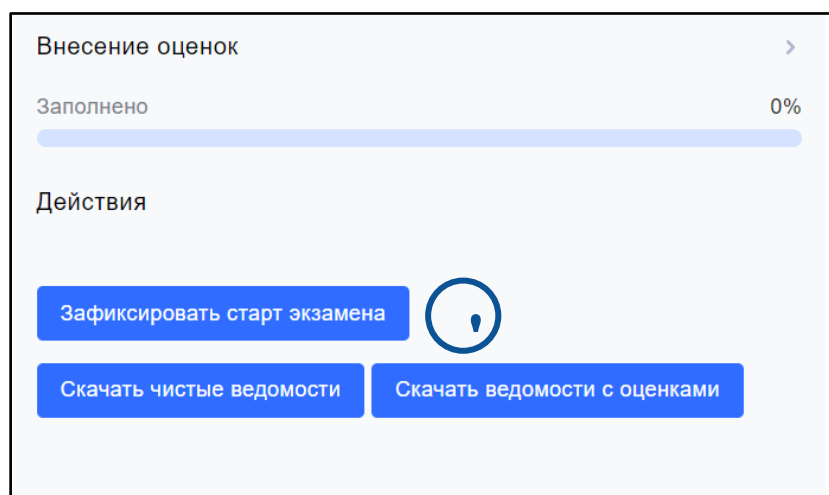 Внесение оценок
Заполнено 0%
Действия
Зафиксировать старт экзамена
Скачать чистые ведомости Скачать ведомости с оценками